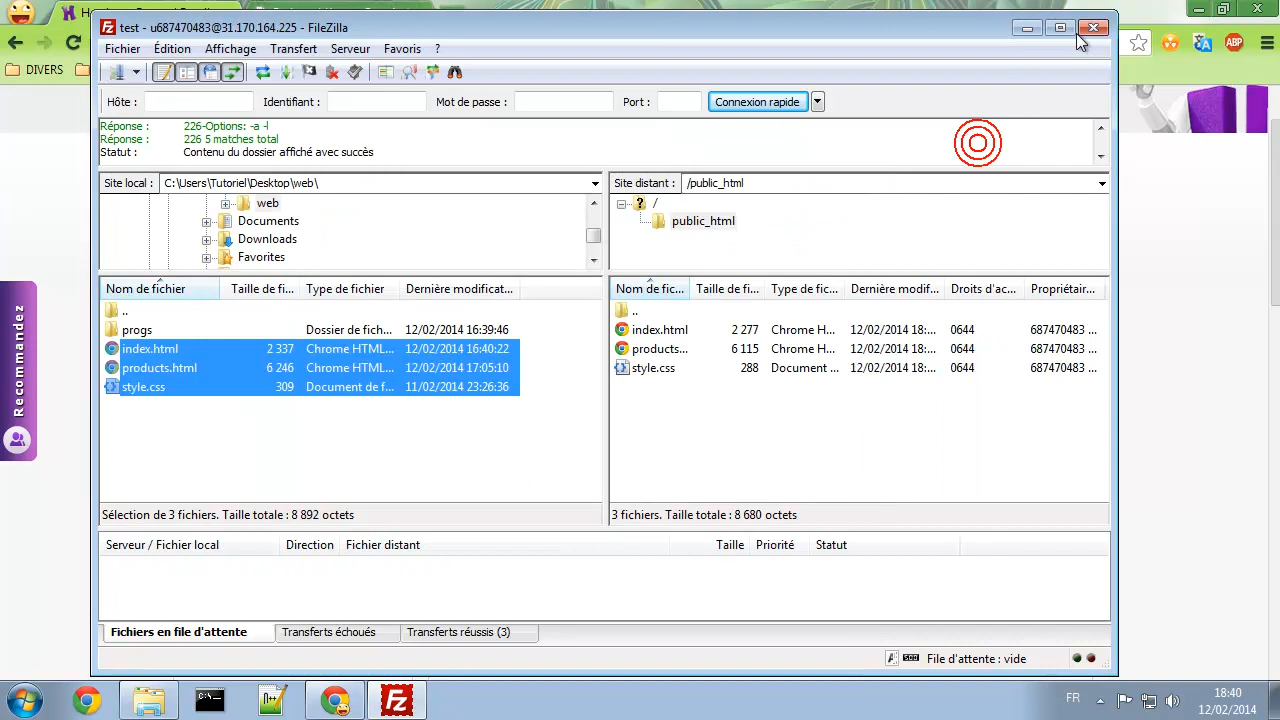 test - u687470483@31.170.164.225 - FileZilla
Fichier Édition Affichage Transfert Serveur Favoris ?
DIVERS
ABP
Hôte : Identifiant : Mot de passe : Port : Connexion rapide
Réponse : 226-Options: -a -l
Réponse : 226 5 matches total
Statut : Contenu du dossier affiché avec succès
Site local : C:\Users\Tutoriel\Desktop\web\
web
Documents
Downloads
Favorites
Site distant : /public_html
/
public_html
Nom de fichier Taille de fi... Type de fichier Dernière modificat...
..
progs Dossier de fich... 12/02/2014 16:39:46
index.html 2 337 Chrome HTML... 12/02/2014 16:40:22
products.html 6 246 Chrome HTML... 12/02/2014 17:05:10
style.css 309 Document de f... 11/02/2014 23:26:36
Sélection de 3 fichiers. Taille totale : 8 892 octets
Nom de fic... Taille de fi... Type de fic... Dernière modif... Droits d'ac... Propriétair...
..
index.html 2 277 Chrome H... 12/02/2014 18:... 0644 687470483 ...
products... 6 115 Chrome H... 12/02/2014 18:... 0644 687470483 ...
style.css 288 Document ... 12/02/2014 18:... 0644 687470483 ...
3 fichiers. Taille totale : 8 680 octets
Serveur / Fichier local Direction Fichier distant Taille Priorité Statut
Fichiers en file d'attente Transferts échoués Transferts réussis (3)
File d'attente : vide
Recommandez
FR
18:40
12/02/2014